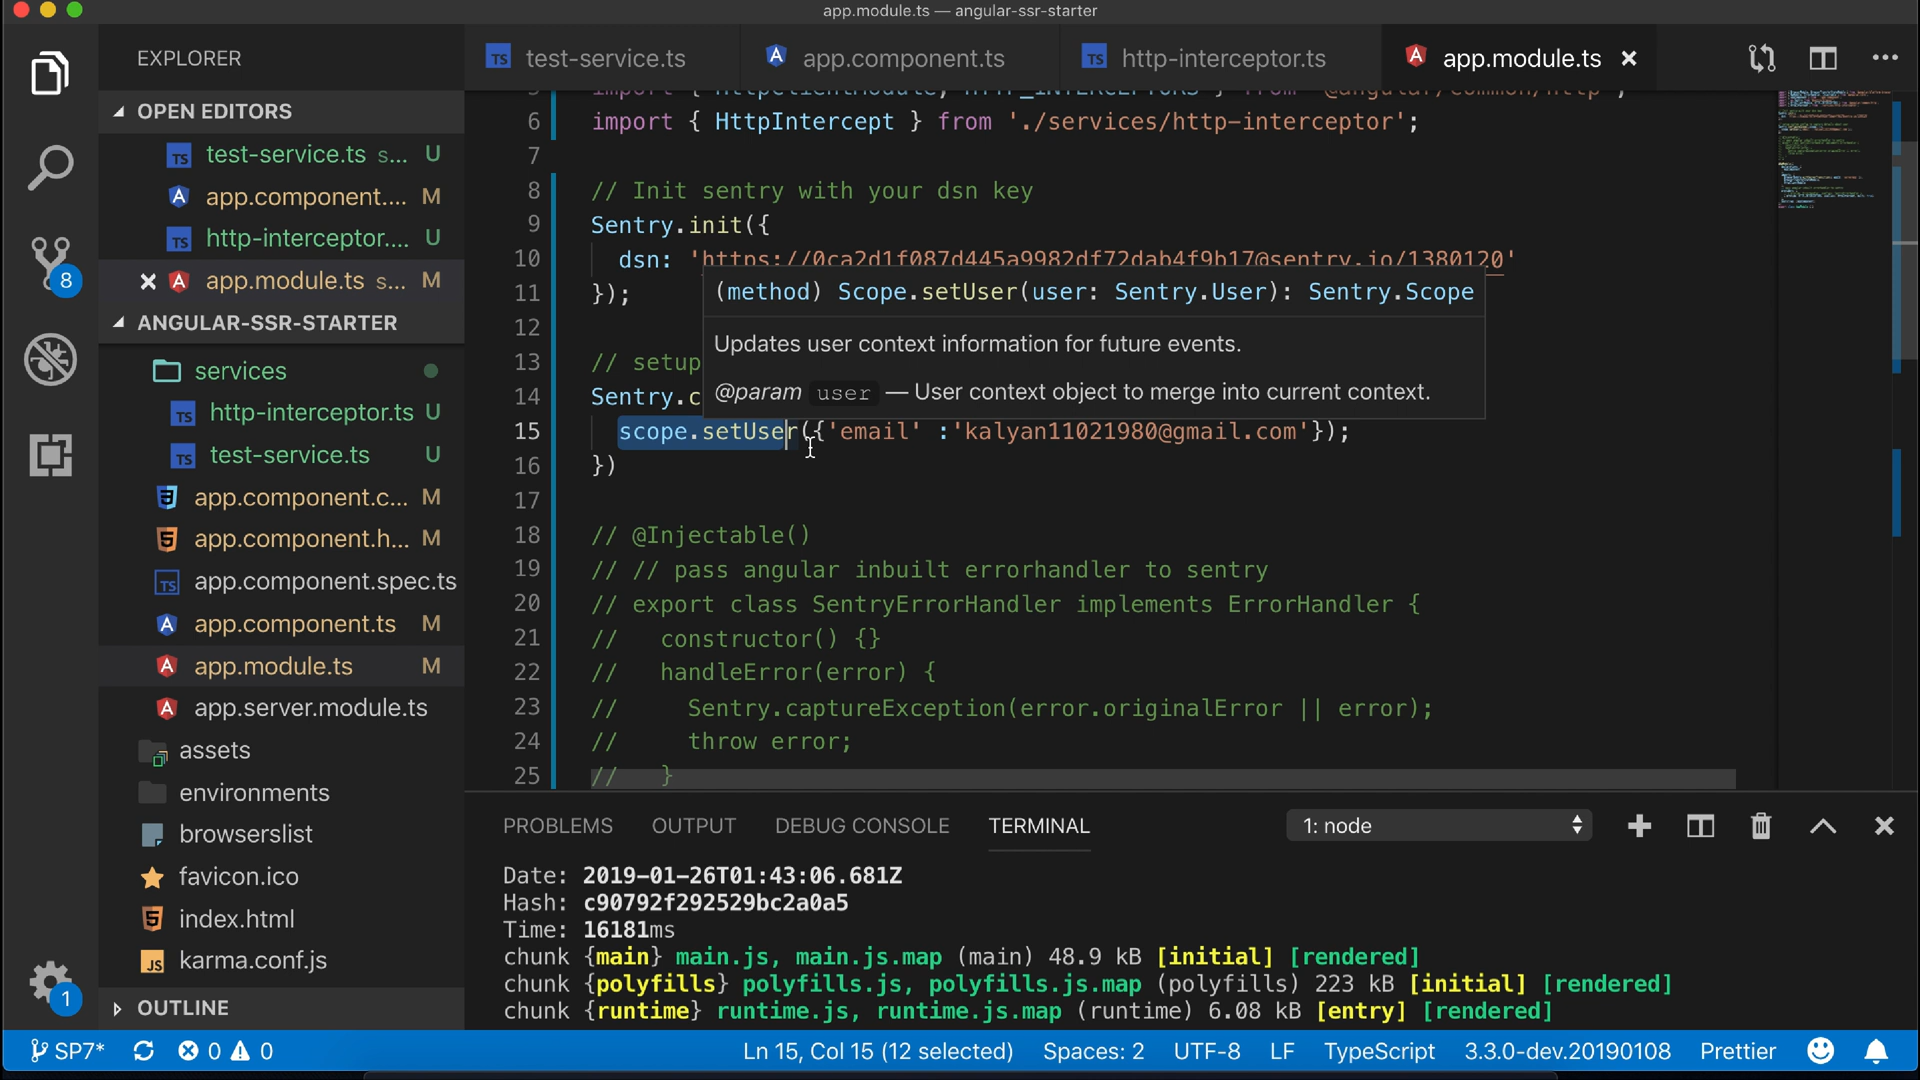 app.module.ts — angular-ssr-starter
EXPLORER
test-service.ts
app.component.ts
http-interceptor.ts
app.module.ts
OPEN EDITORS
test-service.ts s... U
app.component.... M
http-interceptor.... U
app.module.ts s... M
8
ANGULAR-SSR-STARTER
services
http-interceptor.ts U
test-service.ts U
app.component.c... M
app.component.h... M
app.component.spec.ts
app.component.ts M
app.module.ts M
app.server.module.ts
assets
environments
browserslist
favicon.ico
index.html
karma.conf.js
OUTLINE
1
5 import { HttpClientModule, HTTP_INTERCEPTORS } from '@angular/common/http';
6 import { HttpIntercept } from './services/http-interceptor';
7
8 // Init sentry with your dsn key
9 Sentry.init({
10 dsn: 'https://0ca2d1f087d445a9982df72dab4f9b17@sentry.io/1380120'
11 });
12
13 // setup
14 Sentry.c
15 scope.setUser({'email' :'kalyan11021980@gmail.com'});
16 })
17
18 // @Injectable()
19 // // pass angular inbuilt errorhandler to sentry
20 // export class SentryErrorHandler implements ErrorHandler {
21 // constructor() {}
22 // handleError(error) {
23 // Sentry.captureException(error.originalError || error);
24 // throw error;
25 // }
(method) Scope.setUser(user: Sentry.User): Sentry.Scope
Updates user context information for future events.
@param user — User context object to merge into current context.
PROBLEMS OUTPUT DEBUG CONSOLE TERMINAL 1: node
Date: 2019-01-26T01:43:06.681Z
Hash: c90792f292529bc2a0a5
Time: 16181ms
chunk {main} main.js, main.js.map (main) 48.9 kB [initial] [rendered]
chunk {polyfills} polyfills.js, polyfills.js.map (polyfills) 223 kB [initial] [rendered]
chunk {runtime} runtime.js, runtime.js.map (runtime) 6.08 kB [entry] [rendered]
SP7* 0 0 Ln 15, Col 15 (12 selected) Spaces: 2 UTF-8 LF TypeScript 3.3.0-dev.20190108 Prettier